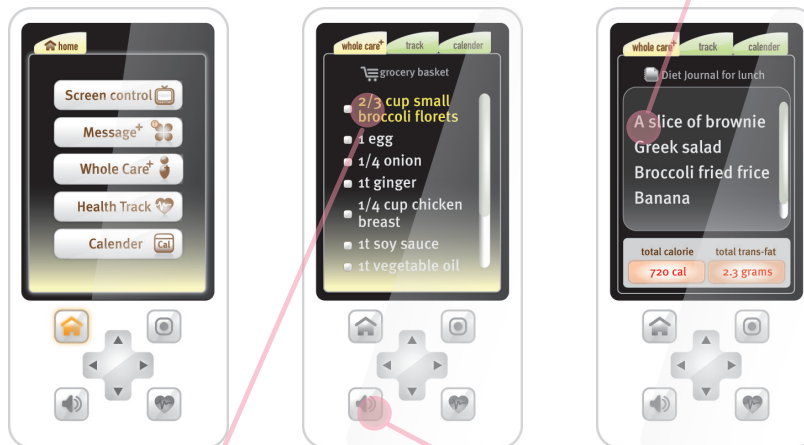 home
Screen control
Message+
Whole Care+
Health Track
Calender Cal
whole care+ track calender
grocery basket
2/3 cup small
broccoli florets
1 egg
1/4 onion
1t ginger
1/4 cup chicken
breast
1t soy sauce
1t vegetable oil
whole care+ track calender
Diet Journal for lunch
A slice of brownie
Greek salad
Broccoli fried frice
Banana
total calorie total trans-fat
720 cal 2.3 grams